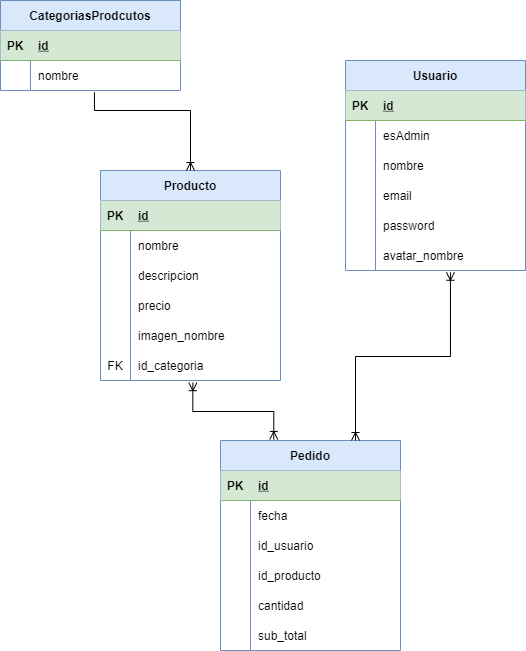 CategoriasProdcutos
PK id
nombre
Usuario
PK id
esAdmin
nombre
email
password
avatar_nombre
Producto
PK id
nombre
descripcion
precio
imagen_nombre
FK id_categoria
Pedido
PK id
fecha
id_usuario
id_producto
cantidad
sub_total